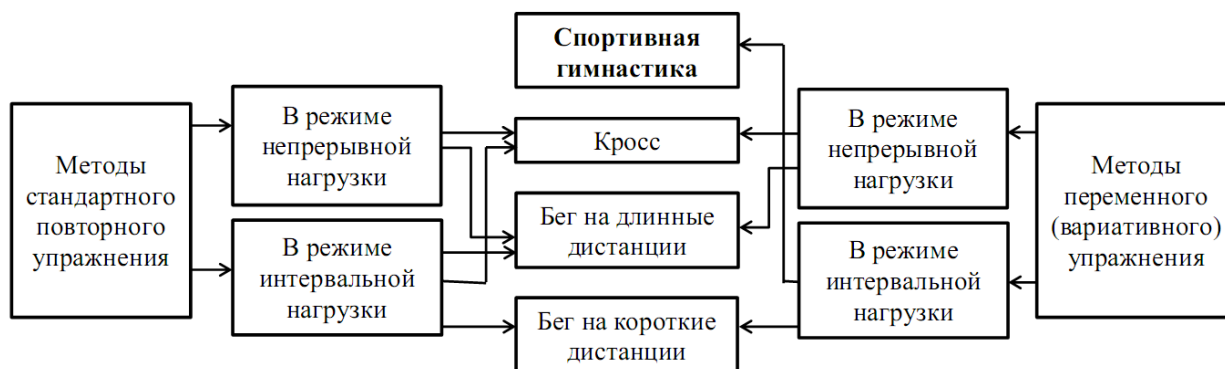 Методы
стандартного
повторного
упражнения
В режиме
непрерывной
нагрузки
В режиме
интервальной
нагрузки
Спортивная
гимнастика
Кросс
Бег на длинные
дистанции
Бег на короткие
дистанции
В режиме
непрерывной
нагрузки
В режиме
интервальной
нагрузки
Методы
переменного
(вариативного)
упражнения